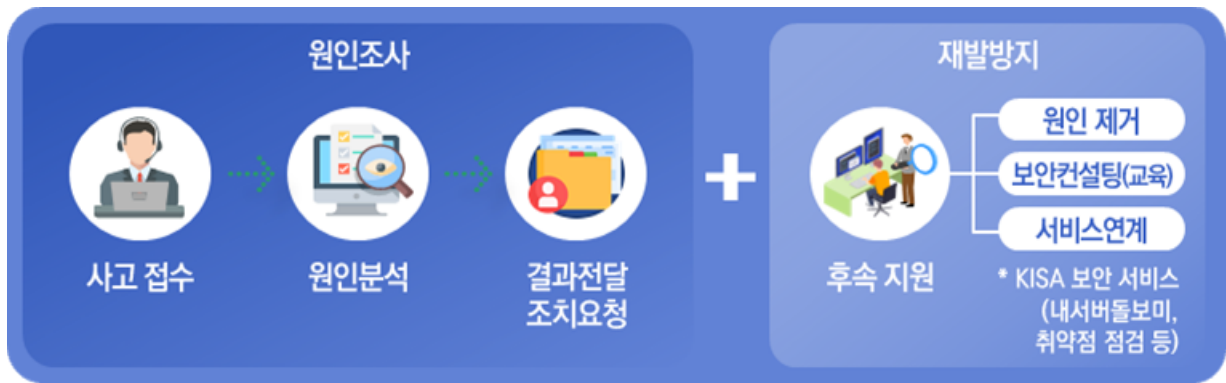 원인조사
사고 접수
원인분석
결과전달
조치요청
+
재발방지
후속 지원
원인 제거
보안컨설팅(교육)
서비스연계
* KISA 보안 서비스
(내서버돌보미,
취약점 점검 등)